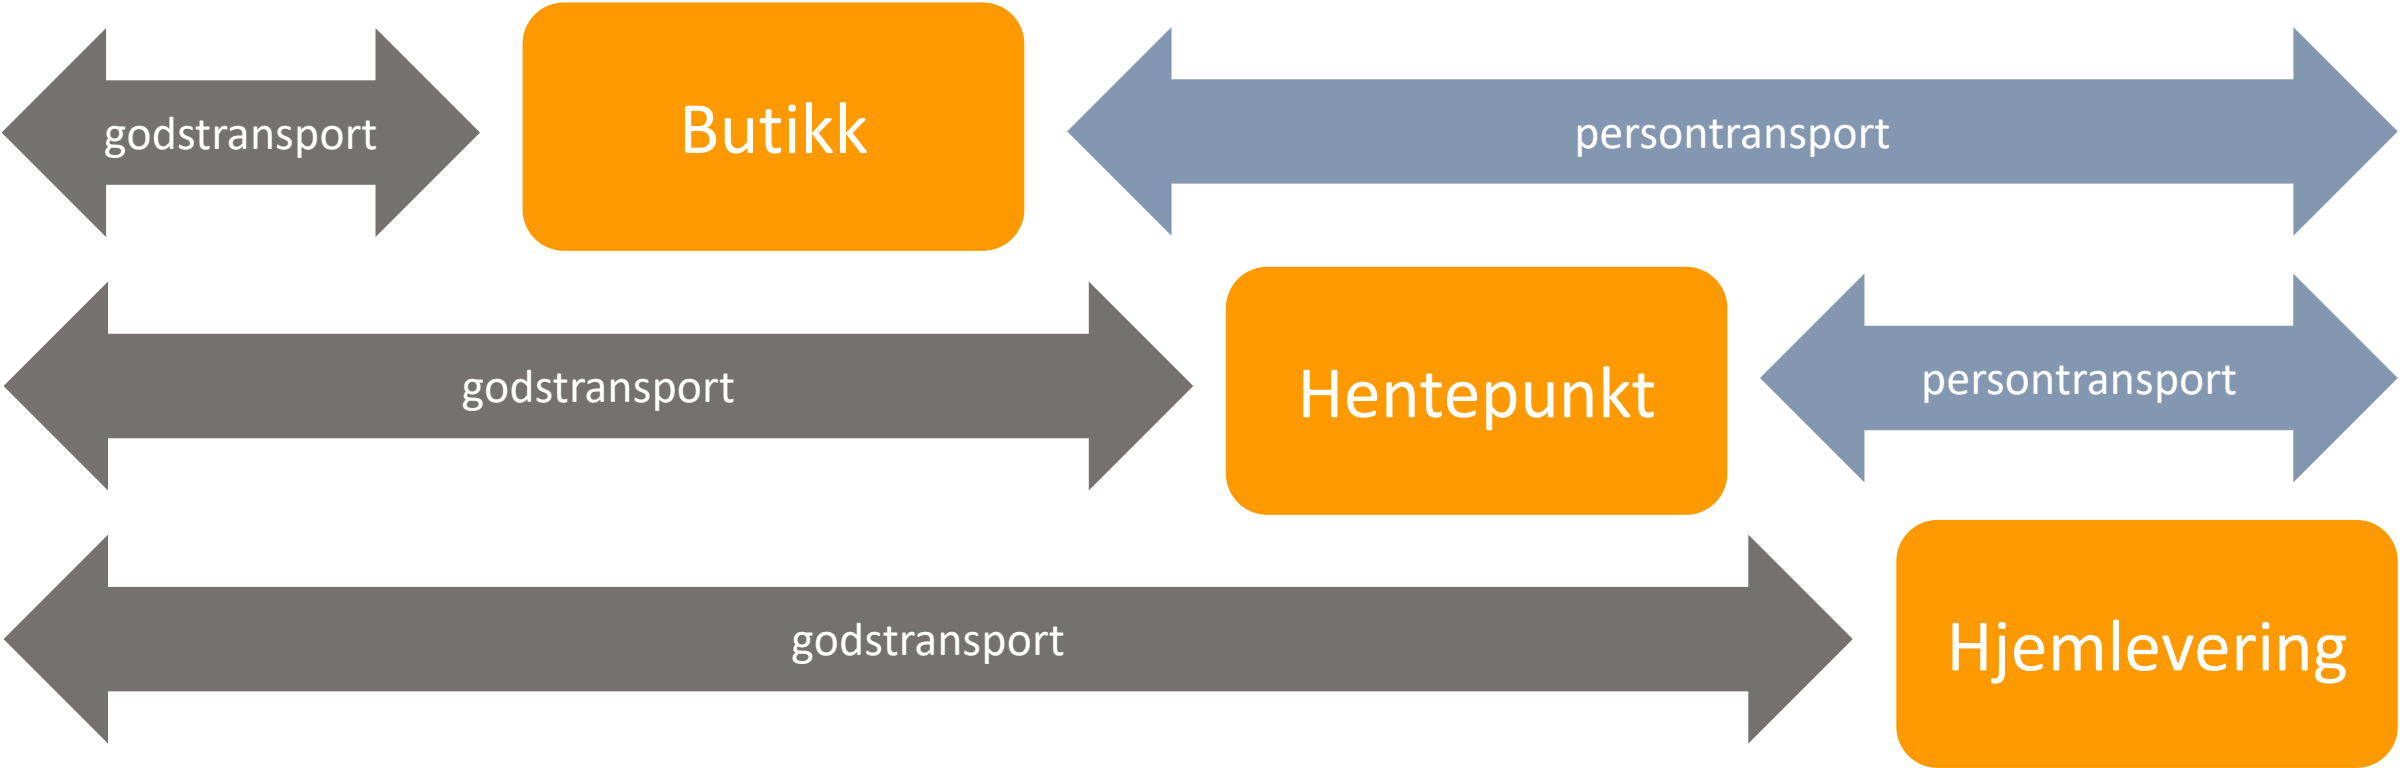 godstransport
Butikk
persontransport
godstransport
Hentepunkt
persontransport
godstransport
Hjemlevering